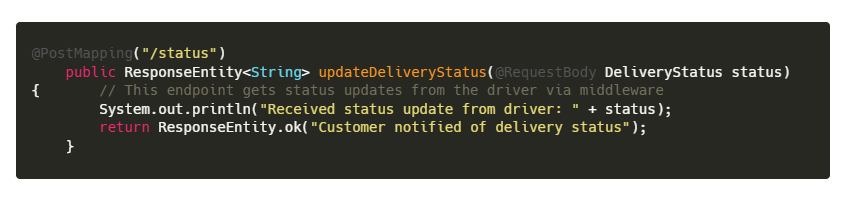 @PostMapping("/status")
    public ResponseEntity<String> updateDeliveryStatus(@RequestBody DeliveryStatus status)
{       // This endpoint gets status updates from the driver via middleware
        System.out.println("Received status update from driver: " + status);
        return ResponseEntity.ok("Customer notified of delivery status");
    }